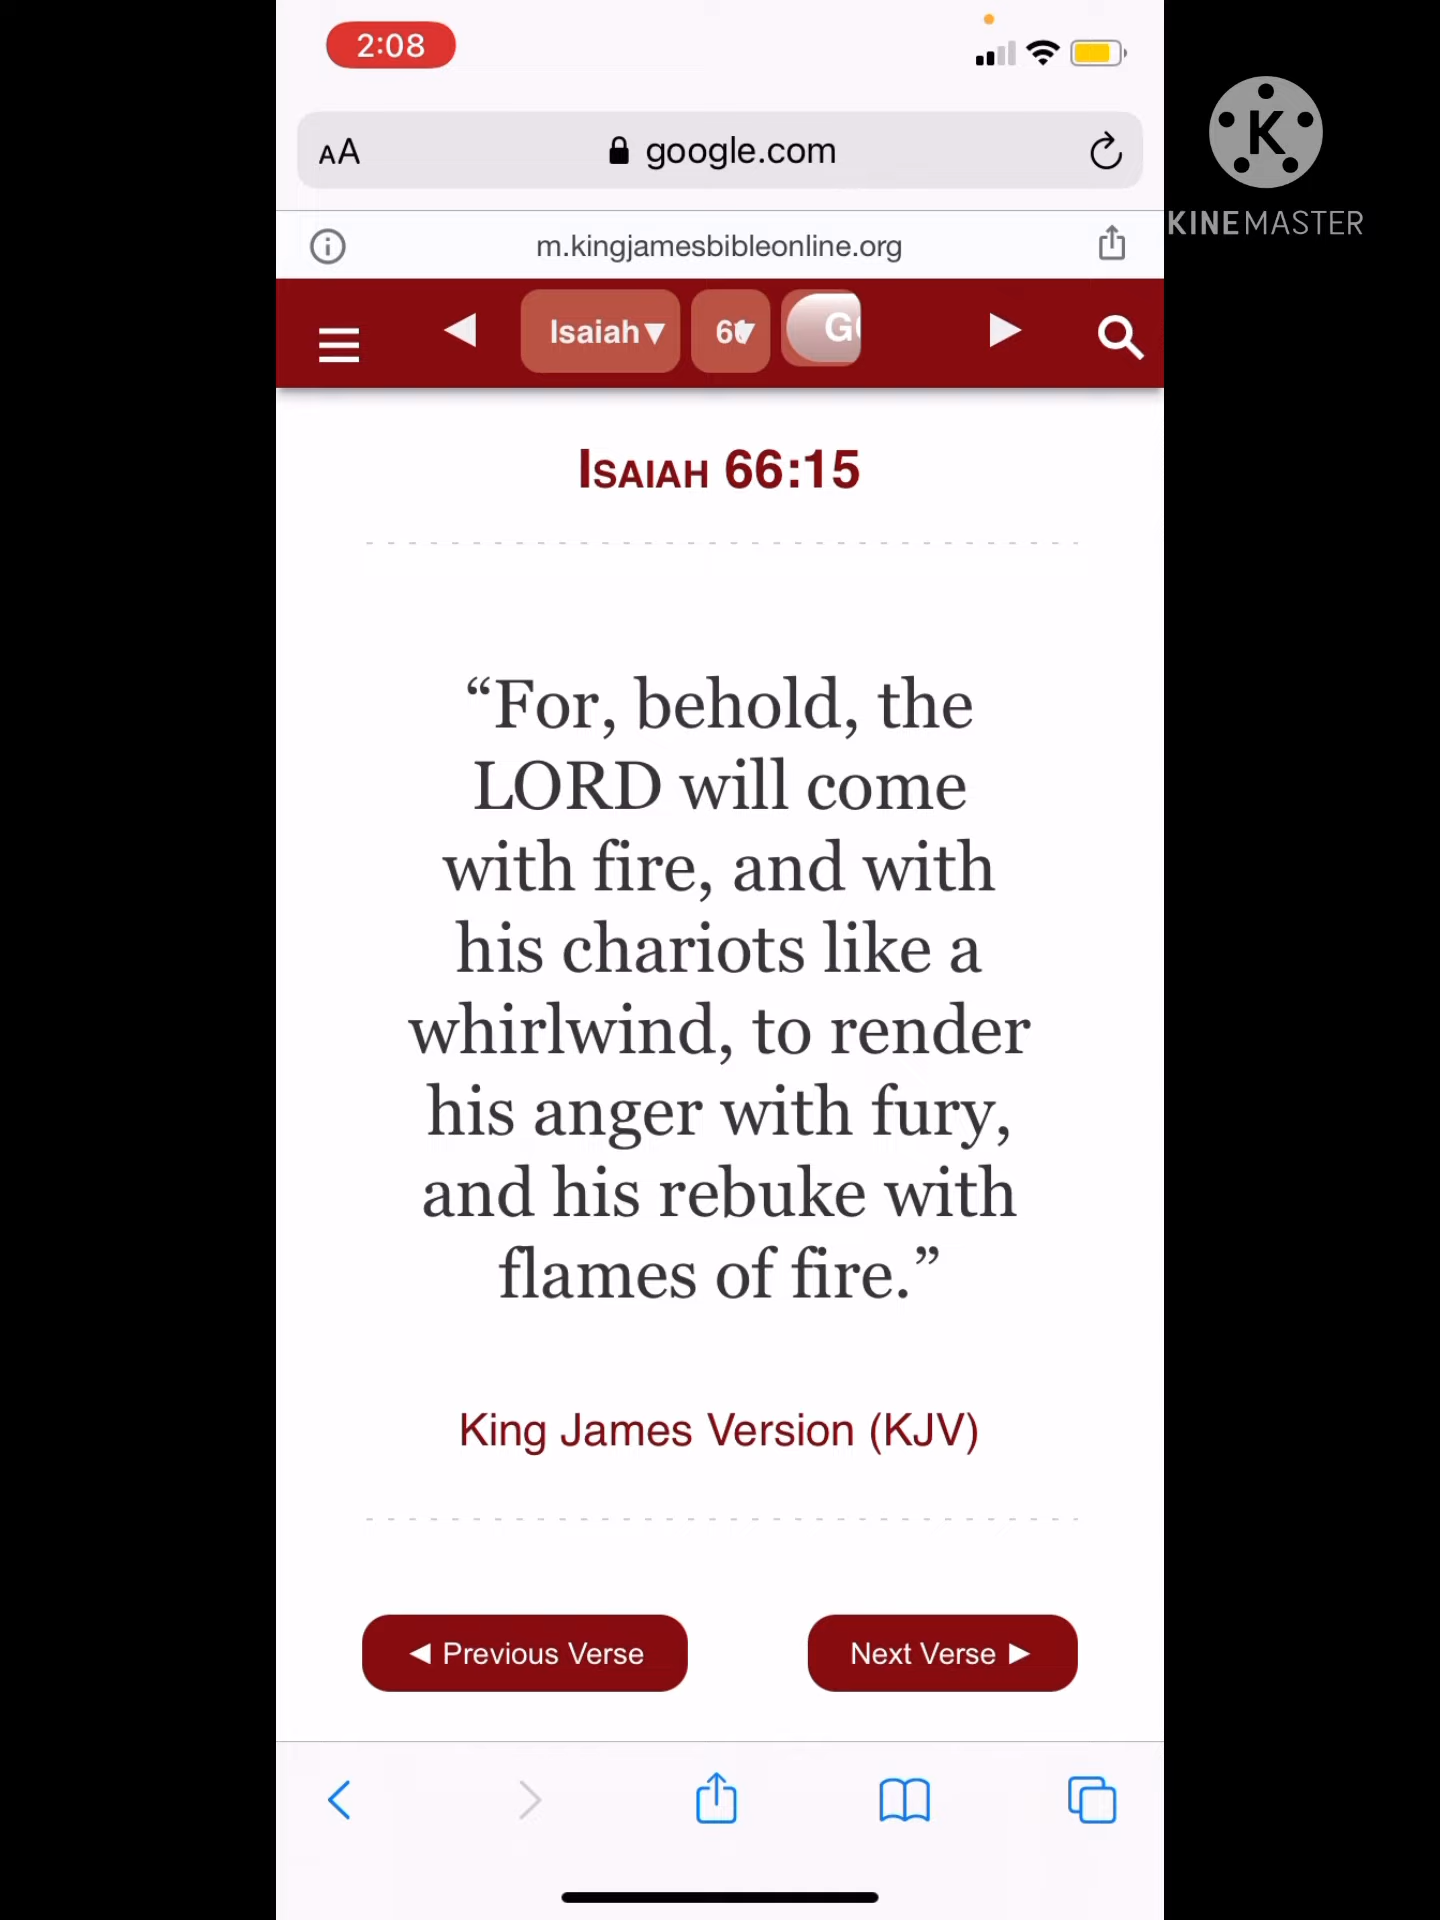 2:08
AA google.com
m.kingjamesbibleonline.org
KINEMASTER
Isaiah
Isaiah 66:15
“For, behold, the
LORD will come
with fire, and with
his chariots like a
whirlwind, to render
his anger with fury,
and his rebuke with
flames of fire.”
King James Version (KJV)
Previous Verse
Next Verse